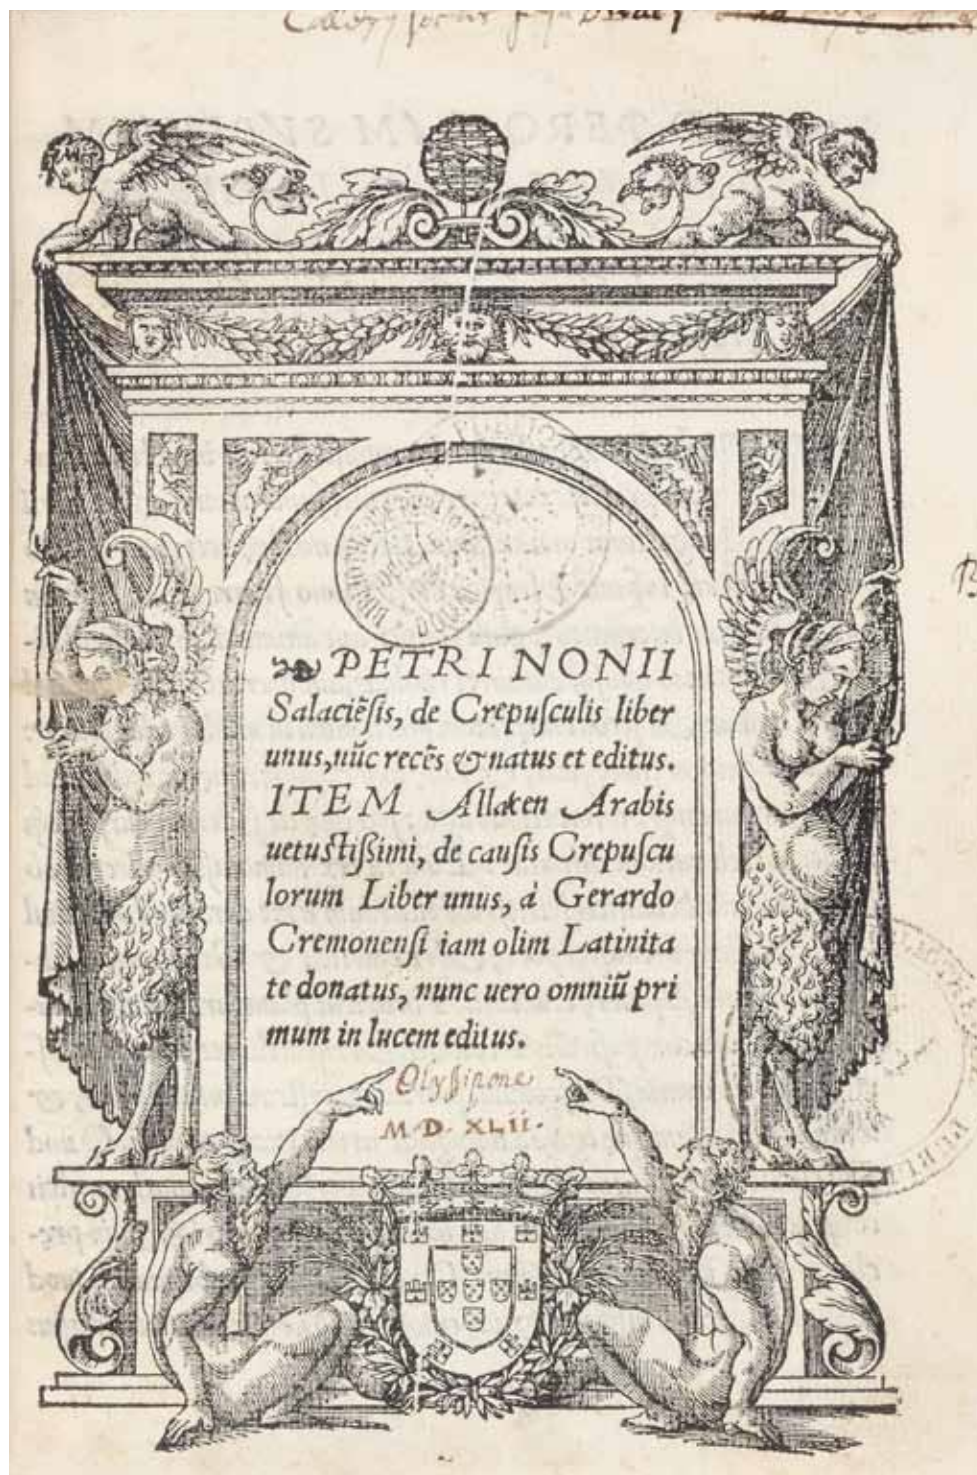 PETRI NONII
Salaciẽsis, de Crepuſculis liber
unus, nũc recẽs & natus et editus.
ITEM Allacen Arabis
uetuſtiſsimi, de cauſis Crepuſcu
lorum Liber unus, à Gerardo
Cremonenſi iam olim Latinita
te donatus, nunc uero omniũ pri
mum in lucem editus.
Olyſsipone
M.D.XLII.